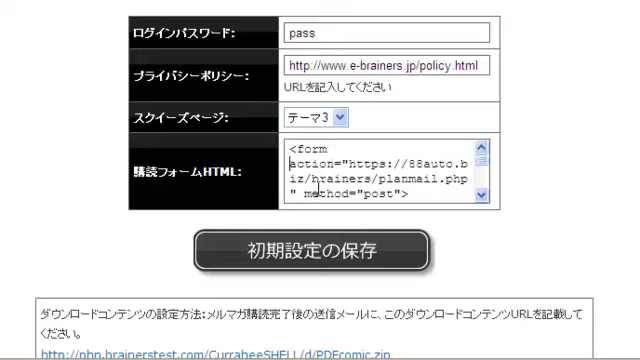 ログインパスワード:
pass
プライバシーポリシー:
http://www.e-brainers.jp/policy.html
URLを記入してください
スクイーズページ:
テーマ3
購読フォームHTML:
<form
action="https://88auto.b
iz/brainers/planmail.php
" method="post">
初期設定の保存
ダウンロードコンテンツの設定方法:メルマガ購読完了後の送信メールに、このダウンロードコンテンツURLを記載して
ください。
http://php.brainerstest.com/CurraheeSHELL/d/PDFcomic.zip